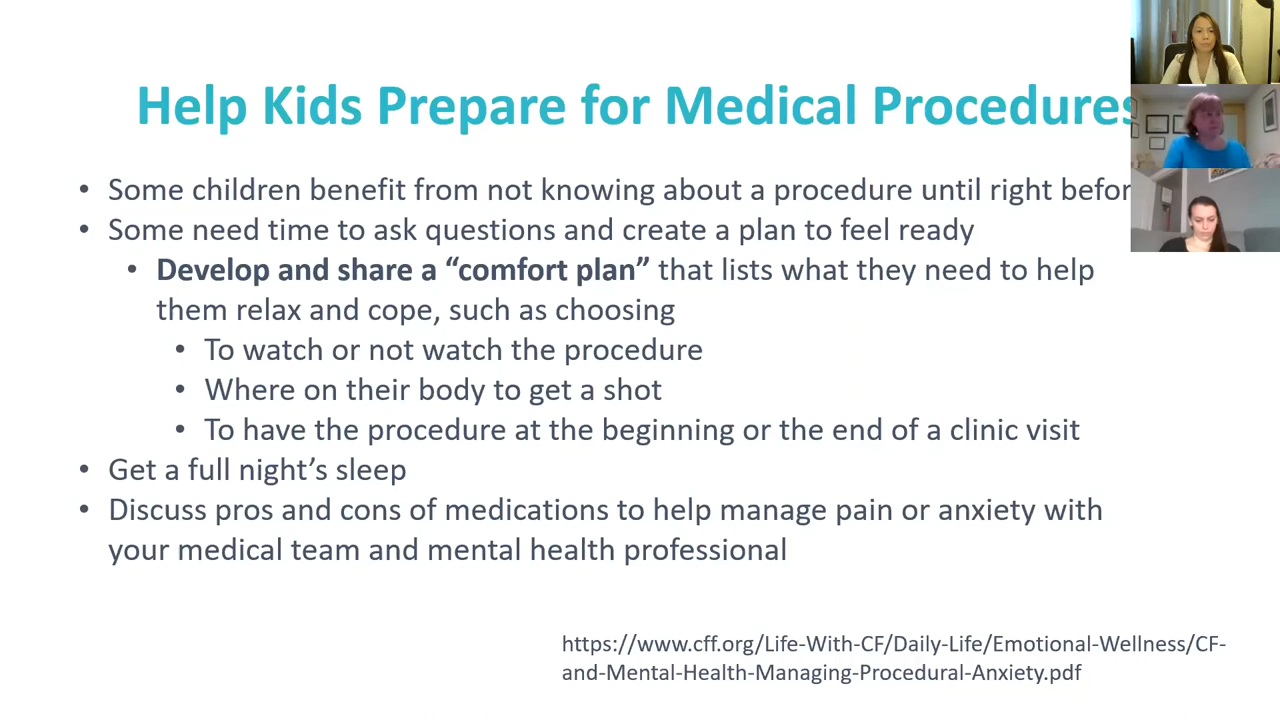 Help Kids Prepare for Medical Procedures
• Some children benefit from not knowing about a procedure until right befor
• Some need time to ask questions and create a plan to feel ready
• Develop and share a “comfort plan” that lists what they need to help
them relax and cope, such as choosing
• To watch or not watch the procedure
• Where on their body to get a shot
• To have the procedure at the beginning or the end of a clinic visit
• Get a full night’s sleep
• Discuss pros and cons of medications to help manage pain or anxiety with
your medical team and mental health professional
https://www.cff.org/Life-With-CF/Daily-Life/Emotional-Wellness/CF-
and-Mental-Health-Managing-Procedural-Anxiety.pdf